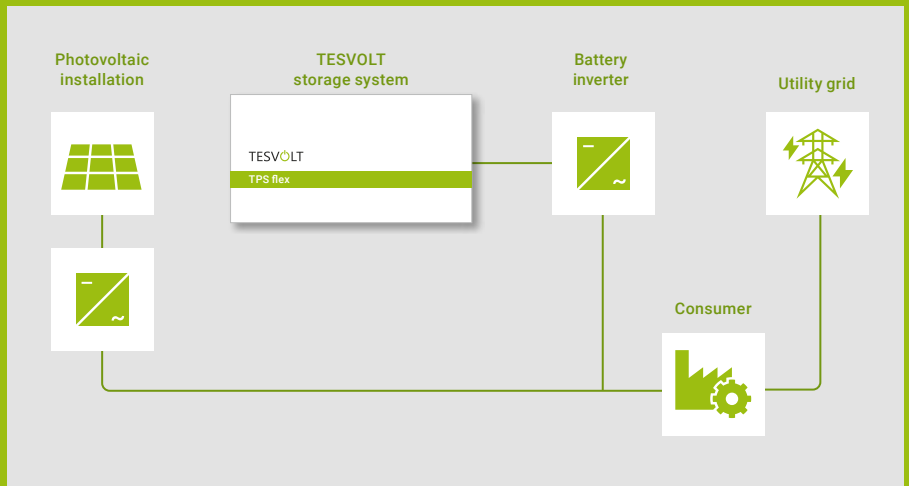 Photovoltaic
installation
TESVOLT
storage system
Battery
inverter
Utility grid
TESVOLT
TPS flex
Consumer